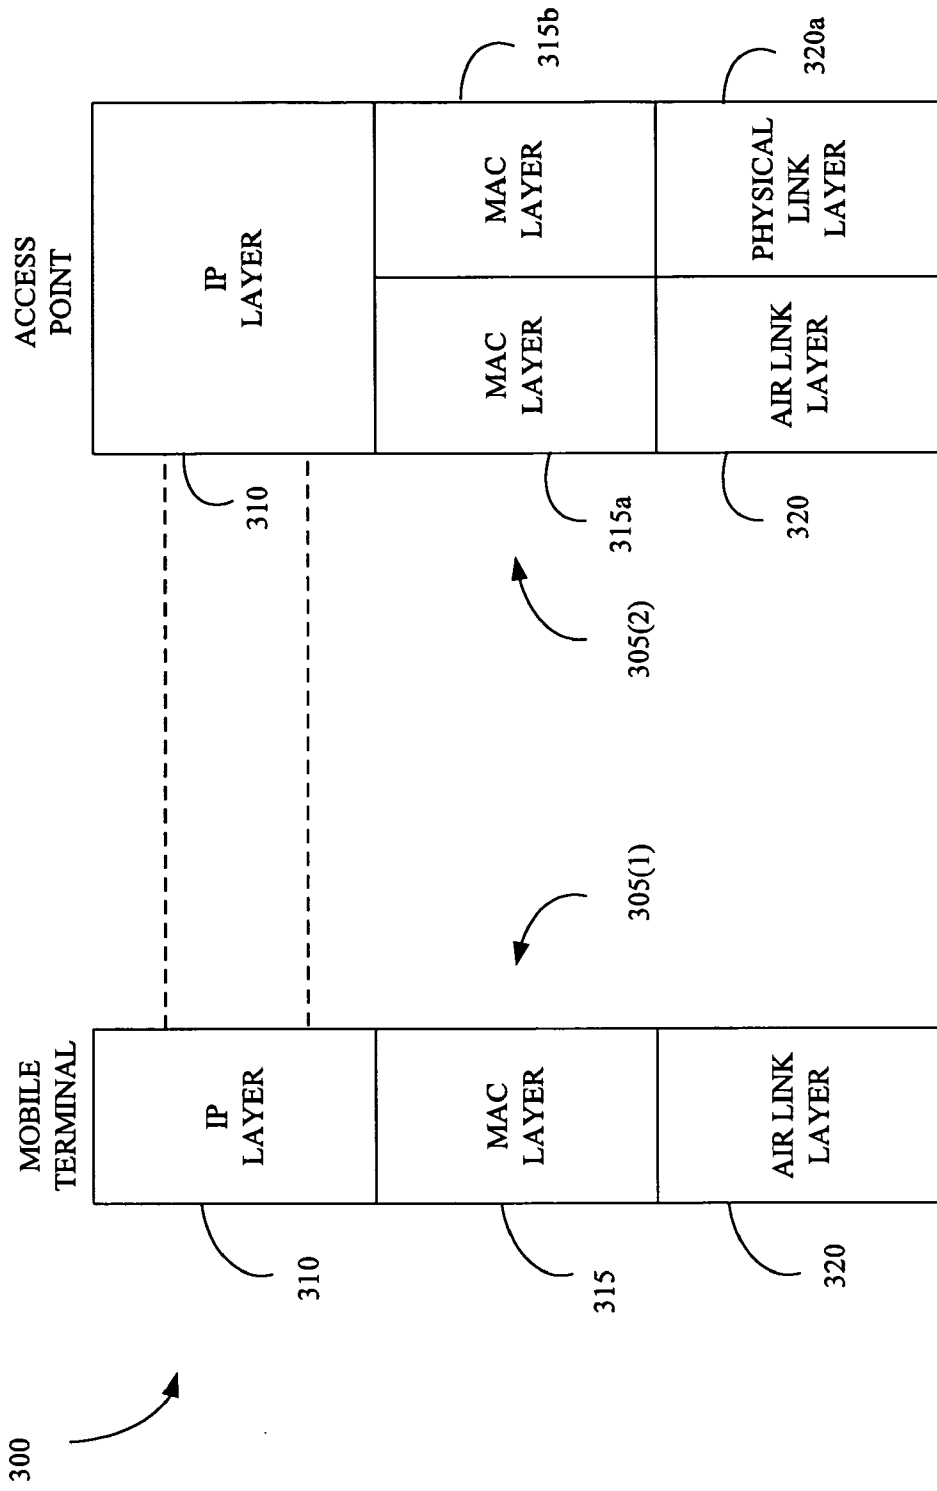 300
MOBILE
TERMINAL
ACCESS
POINT
310
IP
LAYER
310
IP
LAYER
315
MAC
LAYER
315a
MAC
LAYER
MAC
LAYER
315b
305(1)
305(2)
320
AIR LINK
LAYER
320
AIR LINK
LAYER
PHYSICAL
LINK
LAYER
320a